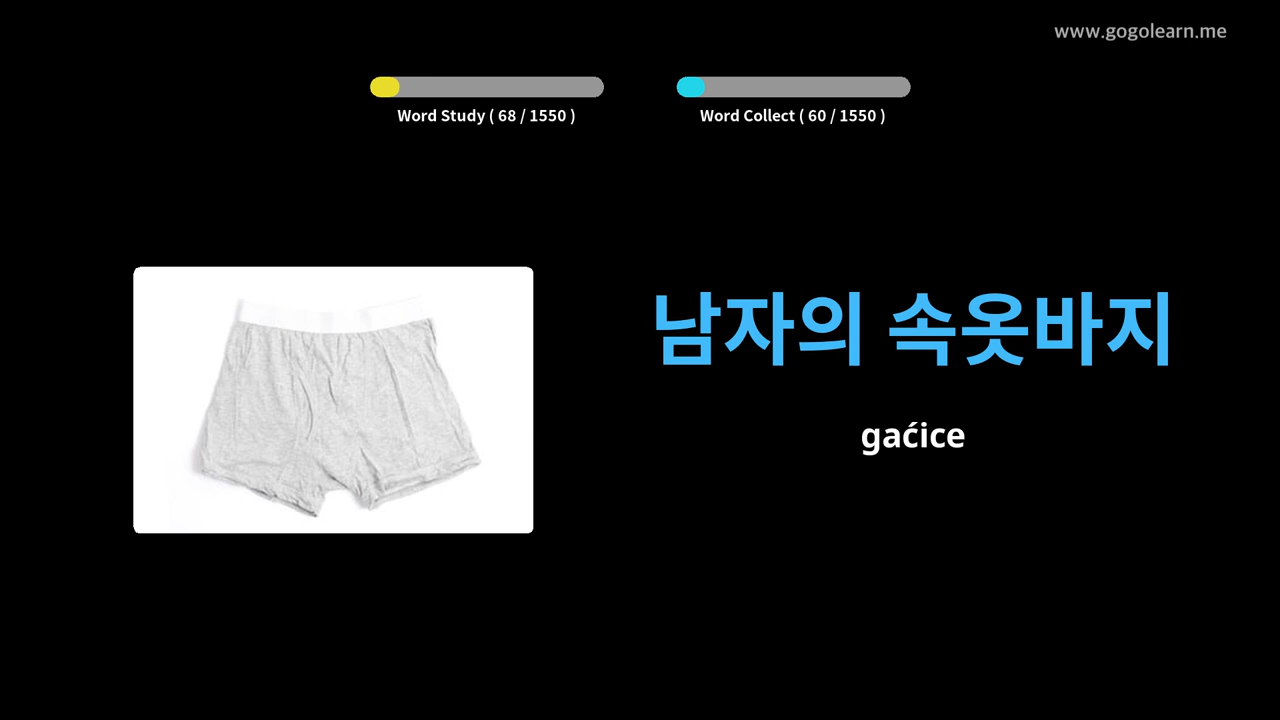 www.gogolearn.me
Word Study ( 68 / 1550 )
Word Collect ( 60 / 1550 )
남자의 속옷바지
gaćice